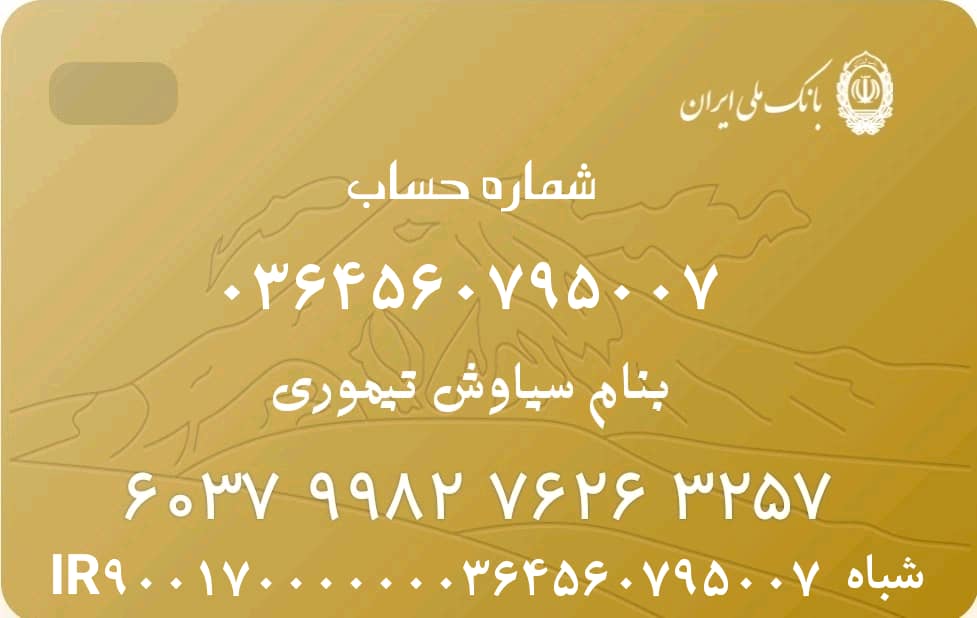 بانک ملی ایران
شماره حساب
۰۳۶۴۵۶۰۷۹۵۰۰۷
بنام سیاوش تیموری
۶۰۳۷ ۹۹۸۲ ۷۶۲۶ ۳۲۵۷
شباه IR۹۰۰۱۷۰۰۰۰۰۰۰۳۶۴۵۶۰۷۹۵۰۰۷